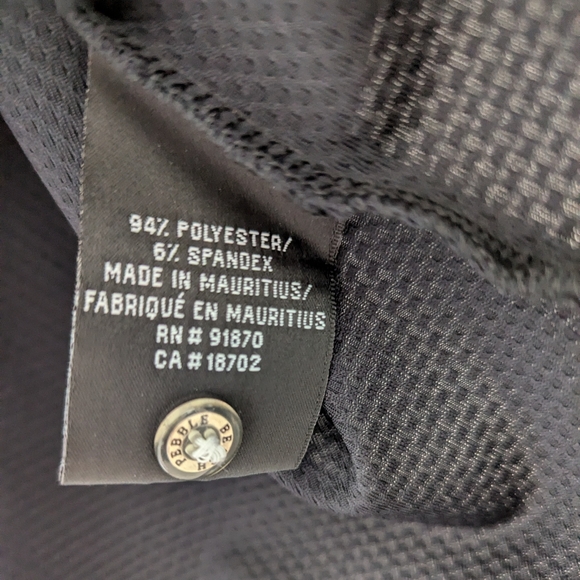 94% POLYESTER/
6% SPANDEX
MADE IN MAURITIUS/
FABRIQUÉ EN MAURITIUS
RN # 91870
CA # 18702
PEBBLE BE